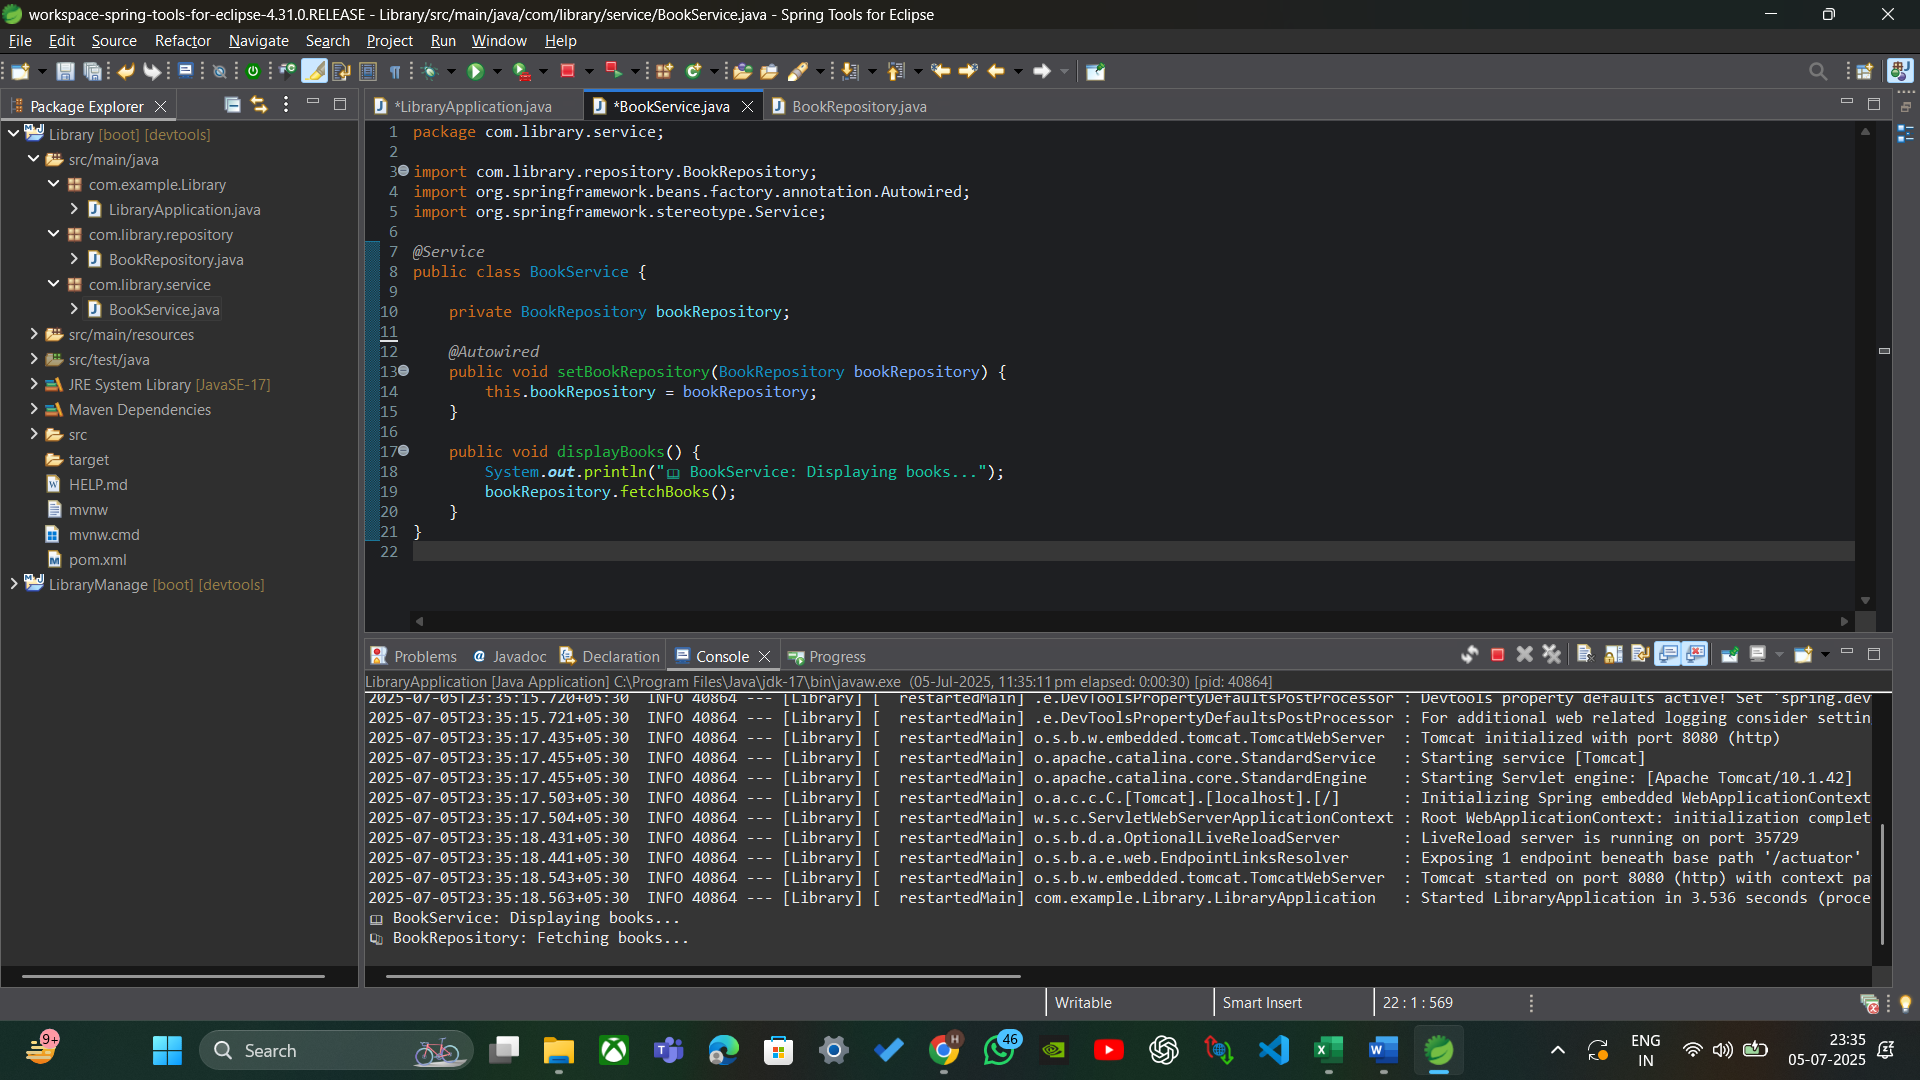 workspace-spring-tools-for-eclipse-4.31.0.RELEASE - Library/src/main/java/com/library/service/BookService.java - Spring Tools for Eclipse
File Edit Source Refactor Navigate Search Project Run Window Help
Package Explorer
Library [boot] [devtools]
src/main/java
com.example.Library
LibraryApplication.java
com.library.repository
BookRepository.java
com.library.service
BookService.java
src/main/resources
src/test/java
JRE System Library [JavaSE-17]
Maven Dependencies
src
target
HELP.md
mvnw
mvnw.cmd
pom.xml
LibraryManage [boot] [devtools]
*LibraryApplication.java *BookService.java BookRepository.java
1 package com.library.service;
2
3 import com.library.repository.BookRepository;
4 import org.springframework.beans.factory.annotation.Autowired;
5 import org.springframework.stereotype.Service;
6
7 @Service
8 public class BookService {
9
10 private BookRepository bookRepository;
11
12 @Autowired
13 public void setBookRepository(BookRepository bookRepository) {
14 this.bookRepository = bookRepository;
15 }
16
17 public void displayBooks() {
18 System.out.println("📖 BookService: Displaying books...");
19 bookRepository.fetchBooks();
20 }
21 }
22
Problems Javadoc Declaration Console Progress
LibraryApplication [Java Application] C:\Program Files\Java\jdk-17\bin\javaw.exe (05-Jul-2025, 11:35:11 pm elapsed: 0:00:30) [pid: 40864]
2025-07-05T23:35:15.720+05:30 INFO 40864 --- [Library] [ restartedMain] .e.DevToolsPropertyDefaultsPostProcessor : Devtools property defaults active! Set 'spring.dev
2025-07-05T23:35:15.721+05:30 INFO 40864 --- [Library] [ restartedMain] .e.DevToolsPropertyDefaultsPostProcessor : For additional web related logging consider settin
2025-07-05T23:35:17.435+05:30 INFO 40864 --- [Library] [ restartedMain] o.s.b.w.embedded.tomcat.TomcatWebServer : Tomcat initialized with port 8080 (http)
2025-07-05T23:35:17.455+05:30 INFO 40864 --- [Library] [ restartedMain] o.apache.catalina.core.StandardService : Starting service [Tomcat]
2025-07-05T23:35:17.455+05:30 INFO 40864 --- [Library] [ restartedMain] o.apache.catalina.core.StandardEngine : Starting Servlet engine: [Apache Tomcat/10.1.42]
2025-07-05T23:35:17.503+05:30 INFO 40864 --- [Library] [ restartedMain] o.a.c.c.C.[Tomcat].[localhost].[/] : Initializing Spring embedded WebApplicationContext
2025-07-05T23:35:17.504+05:30 INFO 40864 --- [Library] [ restartedMain] w.s.c.ServletWebServerApplicationContext : Root WebApplicationContext: initialization complet
2025-07-05T23:35:18.431+05:30 INFO 40864 --- [Library] [ restartedMain] o.s.b.d.a.OptionalLiveReloadServer : LiveReload server is running on port 35729
2025-07-05T23:35:18.441+05:30 INFO 40864 --- [Library] [ restartedMain] o.s.b.a.e.web.EndpointLinksResolver : Exposing 1 endpoint beneath base path '/actuator'
2025-07-05T23:35:18.543+05:30 INFO 40864 --- [Library] [ restartedMain] o.s.b.w.embedded.tomcat.TomcatWebServer : Tomcat started on port 8080 (http) with context pa
2025-07-05T23:35:18.563+05:30 INFO 40864 --- [Library] [ restartedMain] com.example.Library.LibraryApplication : Started LibraryApplication in 3.536 seconds (proce
📖 BookService: Displaying books...
📚 BookRepository: Fetching books...
Writable Smart Insert 22 : 1 : 569
9+ Search 46 ENG IN 23:35
05-07-2025